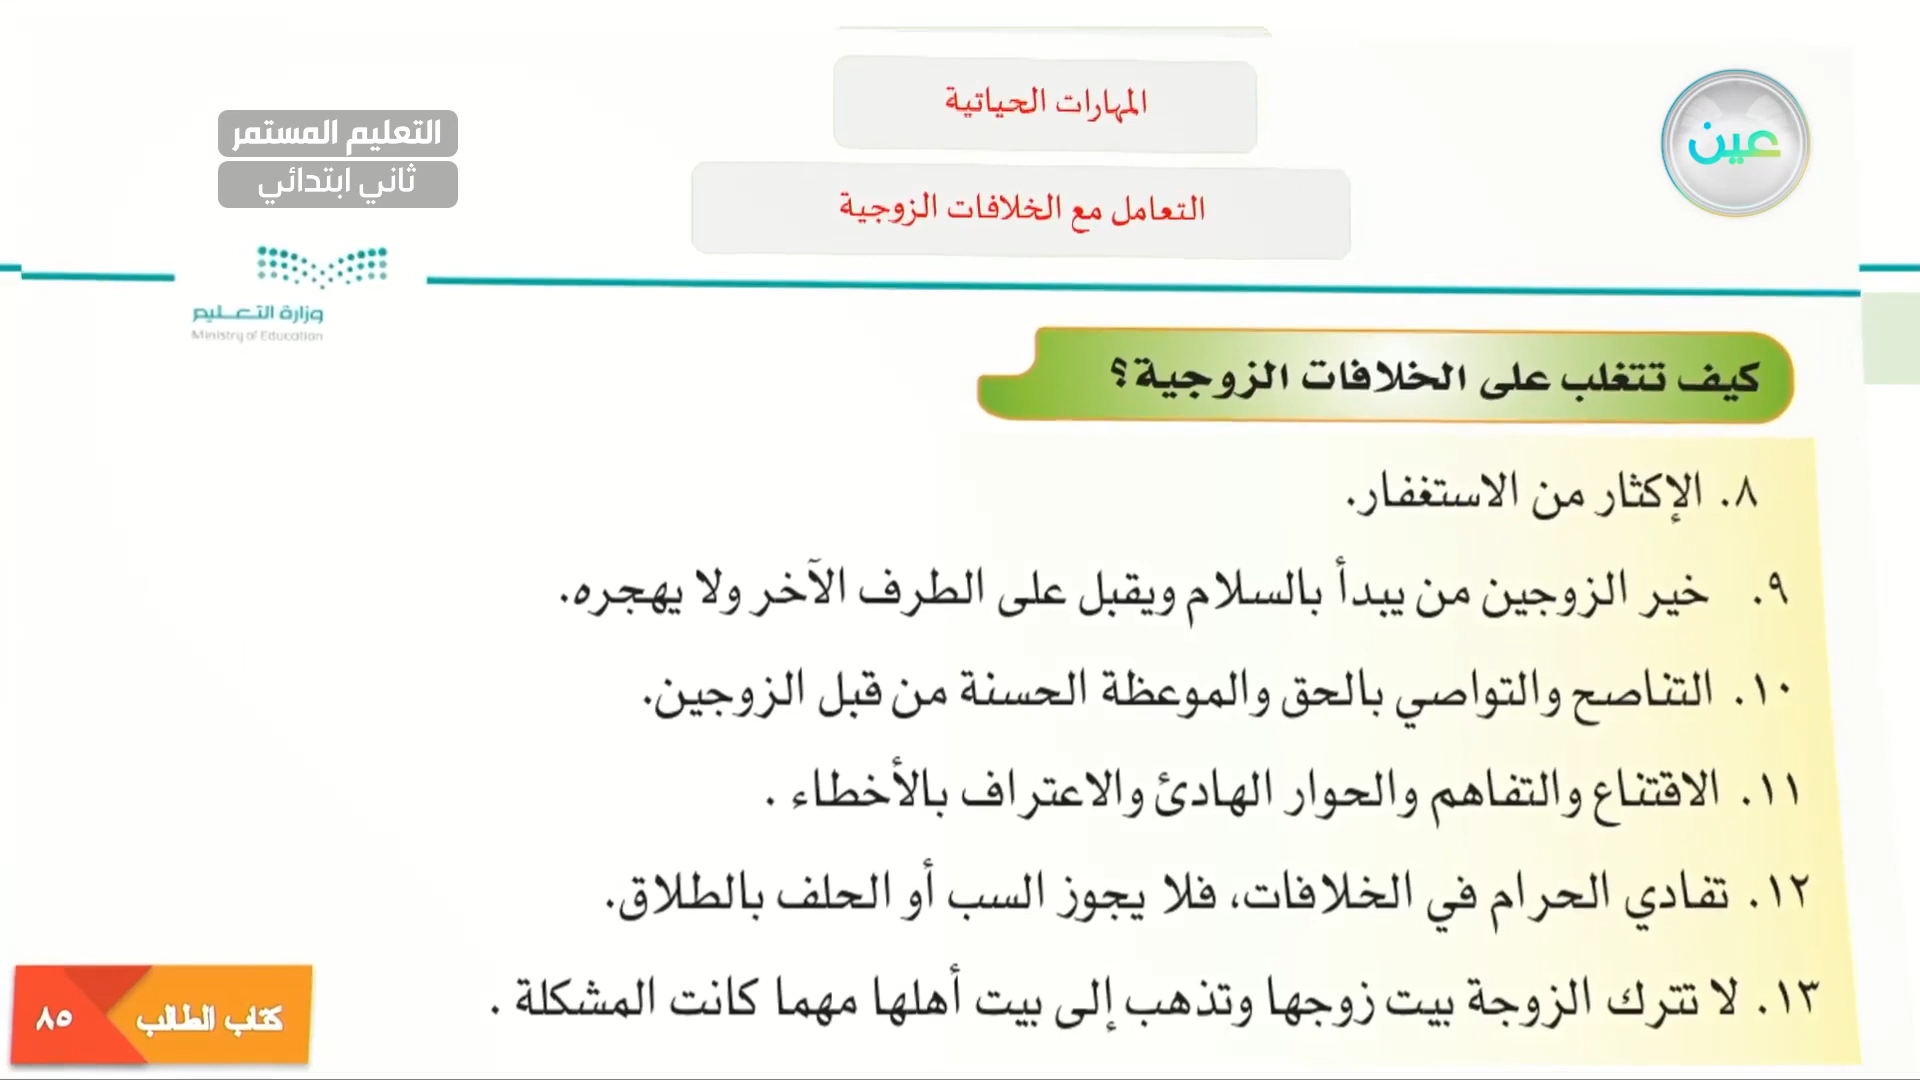 المهارات الحياتية
عين
التعليم المستمر
ثاني ابتدائي
التعامل مع الخلافات الزوجية
وزارة التعليم
Ministry of Education
كيف تتغلب على الخلافات الزوجية؟
٨. الإكثار من الاستغفار.
٩. خير الزوجين من يبدأ بالسلام ويقبل على الطرف الآخر ولا يهجره.
١٠. التناصح والتواصي بالحق والموعظة الحسنة من قبل الزوجين.
١١. الاقتناع والتفاهم والحوار الهادئ والاعتراف بالأخطاء .
١٢. تفادي الحرام في الخلافات، فلا يجوز السب أو الحلف بالطلاق.
١٣. لا تترك الزوجة بيت زوجها وتذهب إلى بيت أهلها مهما كانت المشكلة .
كتاب الطالب ٨٥